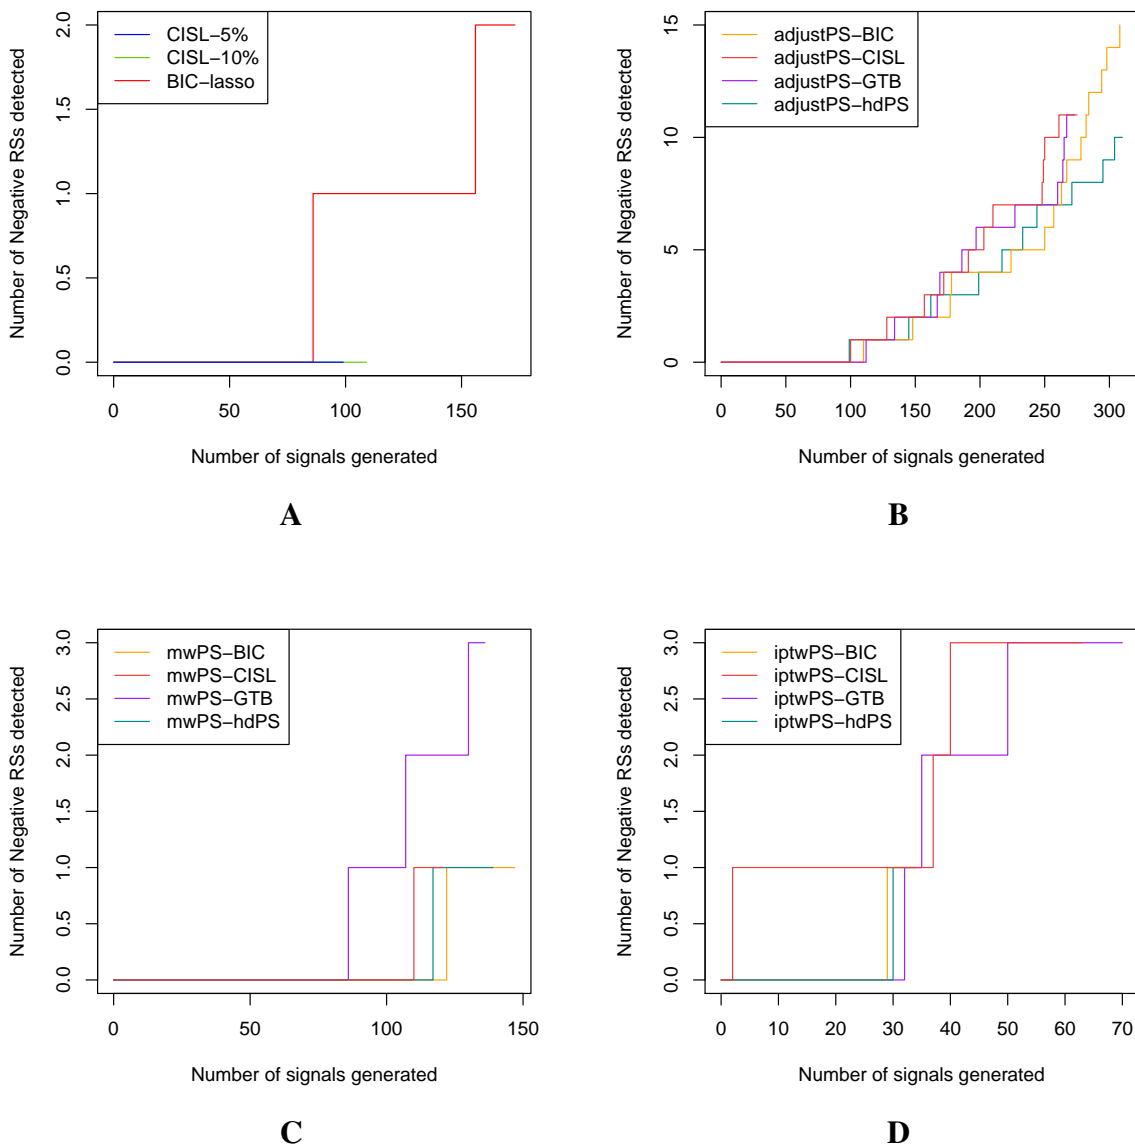 CISL−5%
CISL−10%
BIC−lasso
Number of Negative RSs detected
0.0 0.5 1.0 1.5 2.0
0 50 100 150
Number of signals generated
A
adjustPS−BIC
adjustPS−CISL
adjustPS−GTB
adjustPS−hdPS
Number of Negative RSs detected
0 5 10 15
0 50 100 150 200 250 300
Number of signals generated
B
mwPS−BIC
mwPS−CISL
mwPS−GTB
mwPS−hdPS
Number of Negative RSs detected
0.0 0.5 1.0 1.5 2.0 2.5 3.0
0 50 100 150
Number of signals generated
C
iptwPS−BIC
iptwPS−CISL
iptwPS−GTB
iptwPS−hdPS
Number of Negative RSs detected
0.0 0.5 1.0 1.5 2.0 2.5 3.0
0 10 20 30 40 50 60 70
Number of signals generated
D